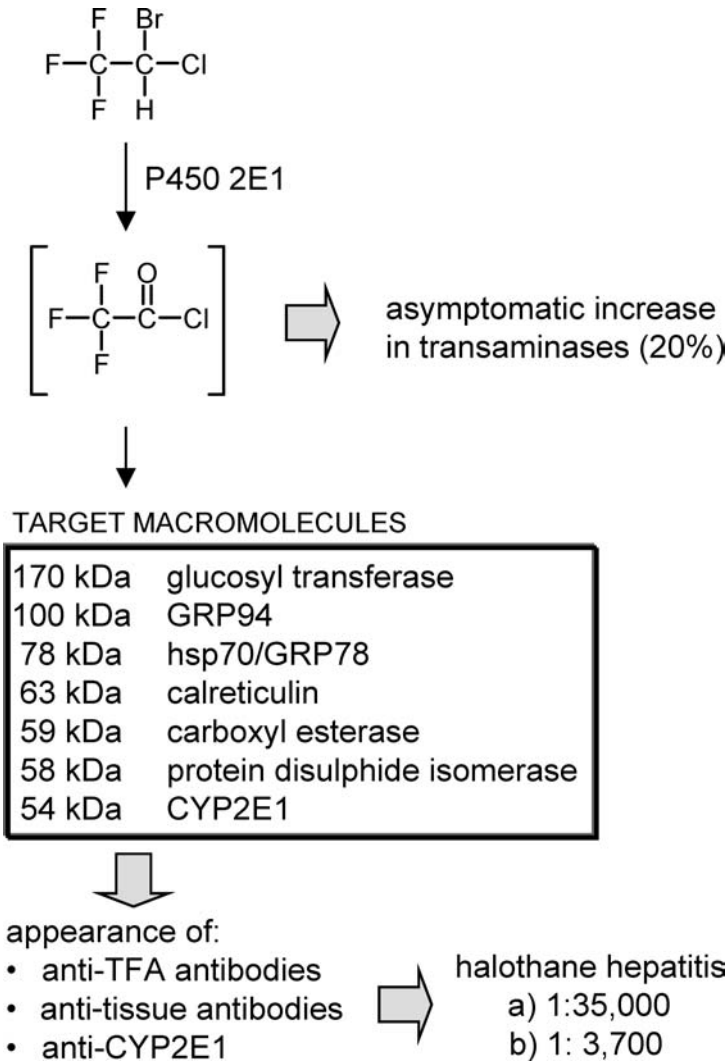 F Br
F—C—C—Cl
F H
P450 2E1
F O
F—C—C—Cl
F
asymptomatic increase
in transaminases (20%)
TARGET MACROMOLECULES
170 kDa glucosyl transferase
100 kDa GRP94
78 kDa hsp70/GRP78
63 kDa calreticulin
59 kDa carboxyl esterase
58 kDa protein disulphide isomerase
54 kDa CYP2E1
appearance of:
• anti-TFA antibodies
• anti-tissue antibodies
• anti-CYP2E1
halothane hepatitis
a) 1:35,000
b) 1: 3,700